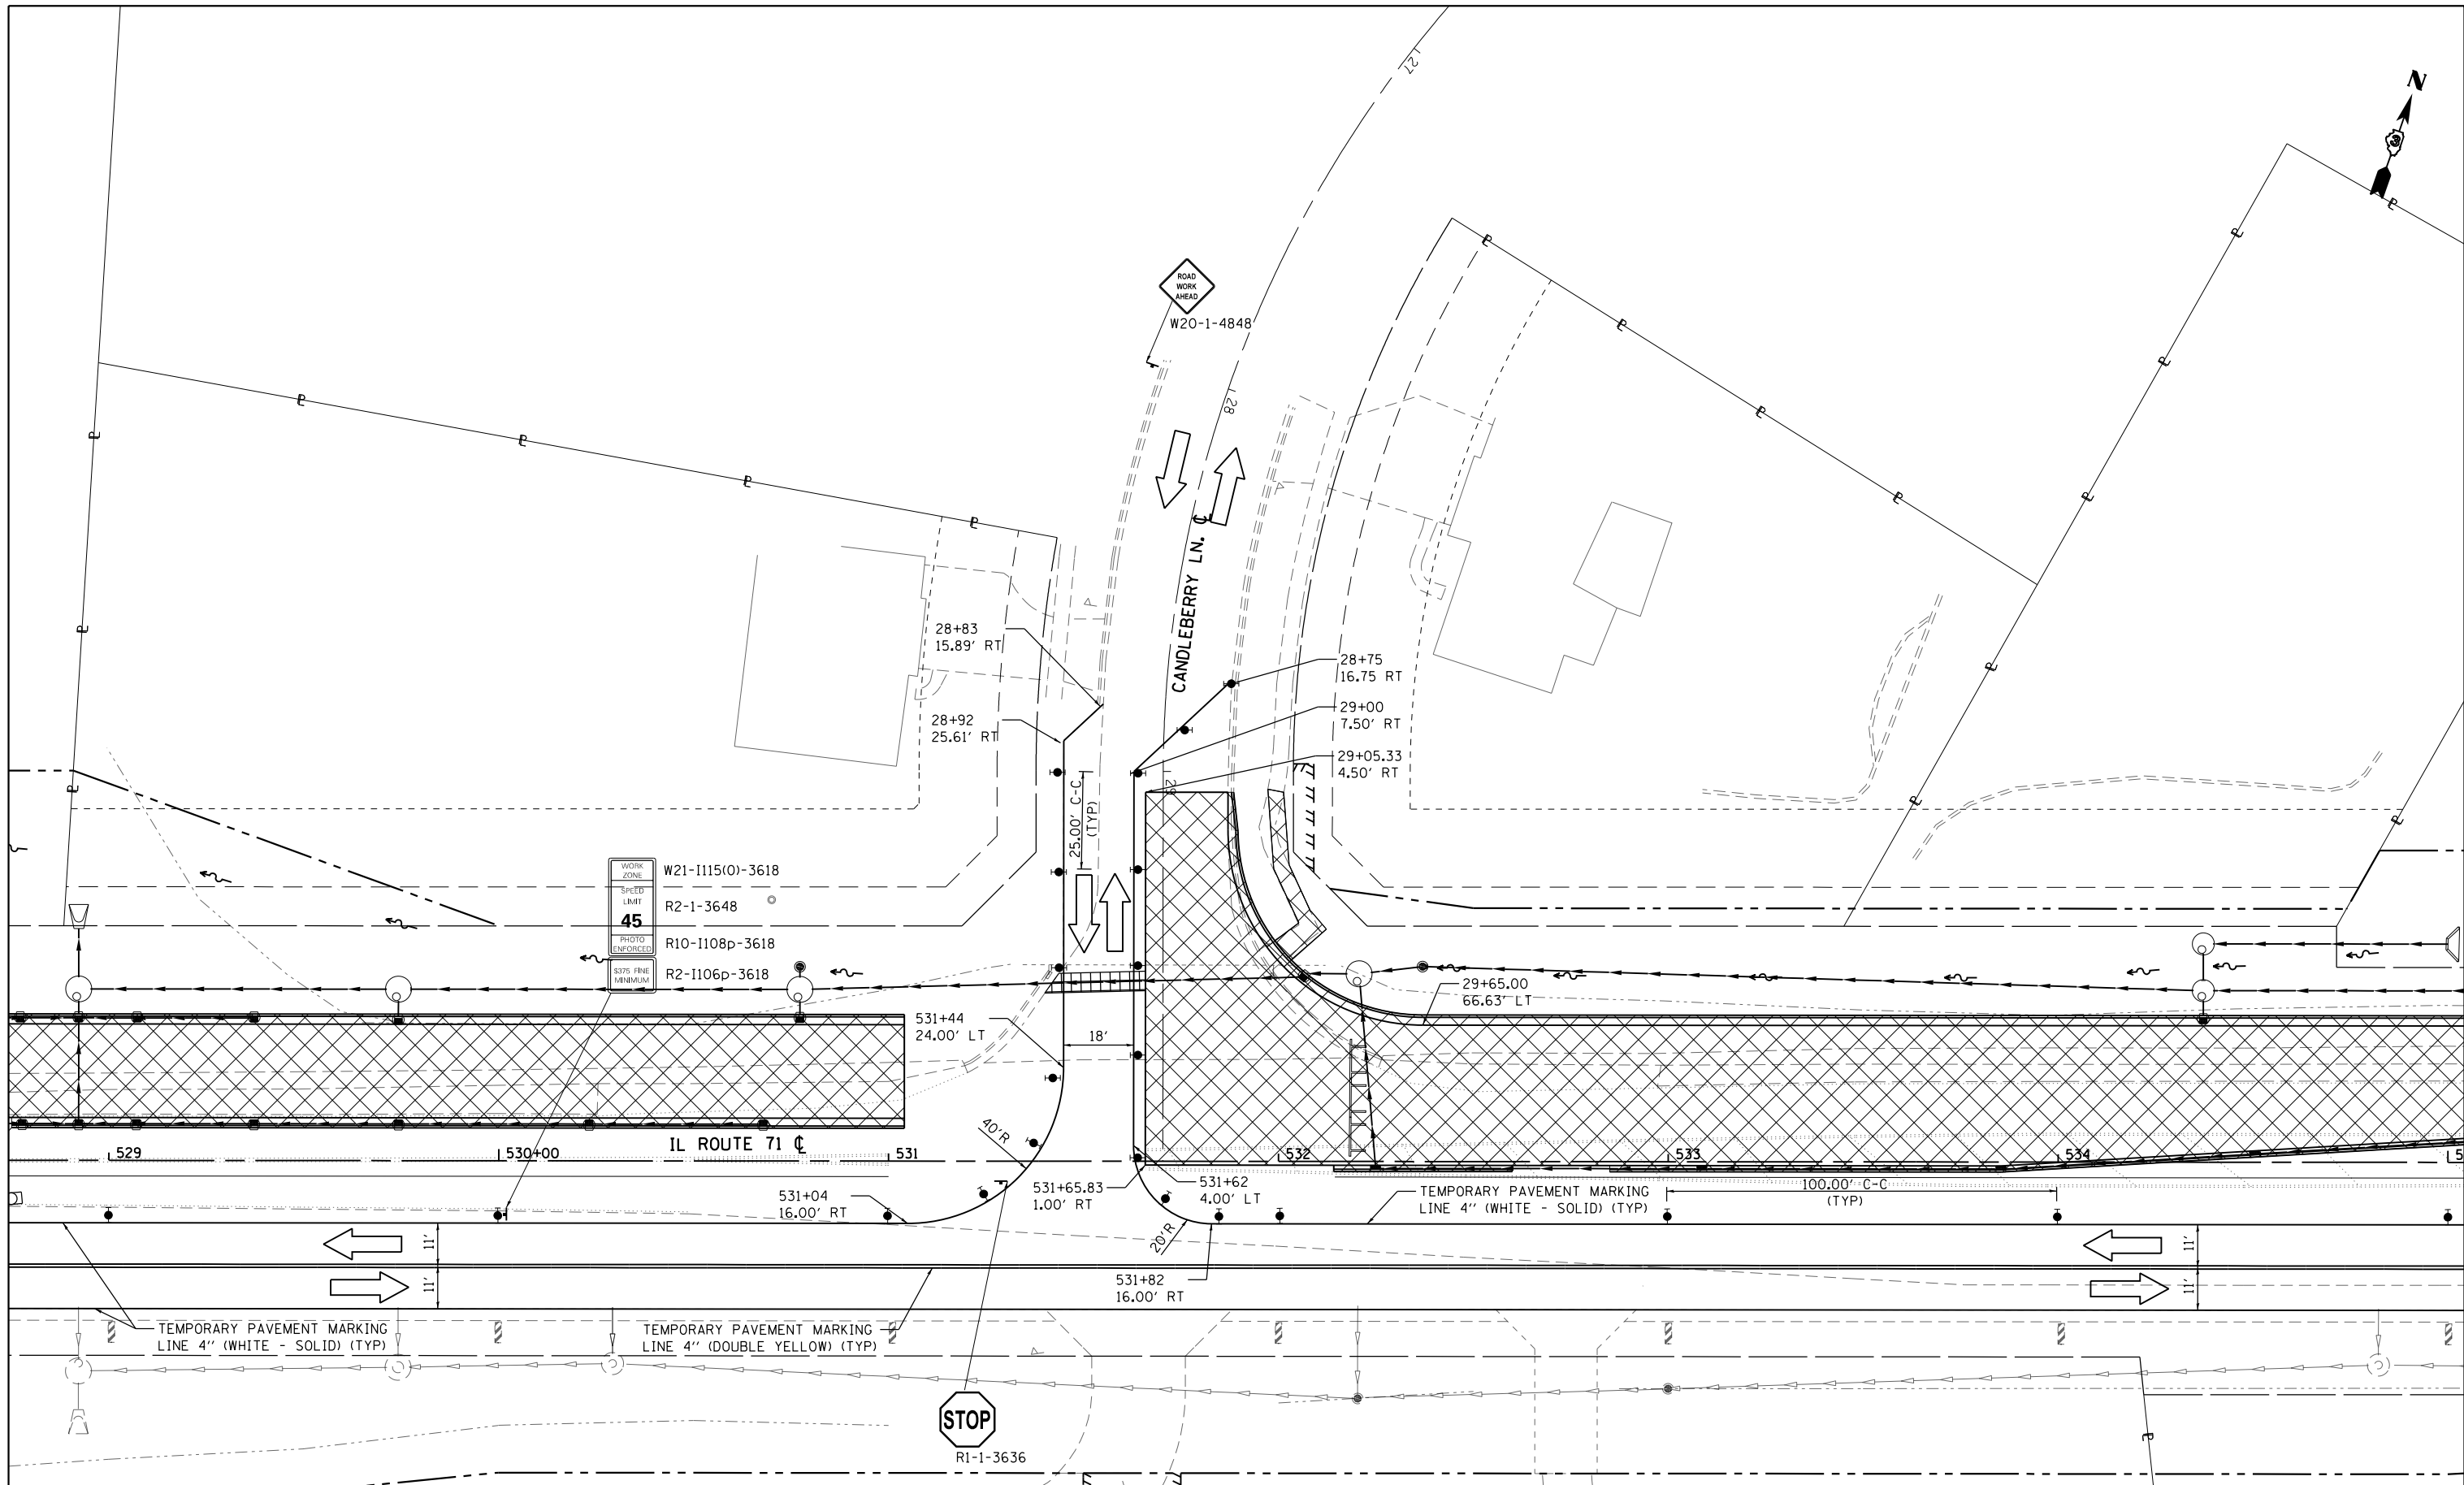 27
N
3
ROAD
WORK
AHEAD
W20-1-4848
28
CANDLEBERRY LN. ℄
28+83
15.89' RT
28+75
16.75 RT
28+92
25.61' RT
29+00
7.50' RT
29+05.33
4.50' RT
29
25.00' C-C
(TYP)
WORK
ZONE
SPEED
LIMIT
45
PHOTO
ENFORCED
$375 FINE
MINIMUM
W21-I115(O)-3618
R2-1-3648
R10-I108p-3618
R2-I106p-3618
29+65.00
66.63' LT
531+44
24.00' LT
18'
40'R
IL ROUTE 71 ℄
529
530+00
531
532
533
534
5
531+04
16.00' RT
531+65.83
1.00' RT
531+62
4.00' LT
TEMPORARY PAVEMENT MARKING
LINE 4'' (WHITE - SOLID) (TYP)
100.00' C-C
(TYP)
20'R
11'
11'
11'
11'
531+82
16.00' RT
TEMPORARY PAVEMENT MARKING
LINE 4'' (WHITE - SOLID) (TYP)
TEMPORARY PAVEMENT MARKING
LINE 4'' (DOUBLE YELLOW) (TYP)
STOP
R1-1-3636